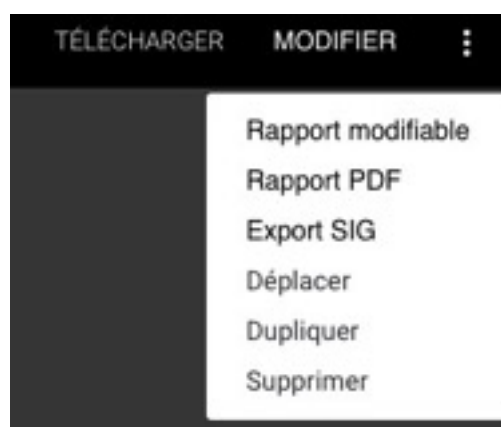 TÉLÉCHARGER MODIFIER
Rapport modifiable
Rapport PDF
Export SIG
Déplacer
Dupliquer
Supprimer